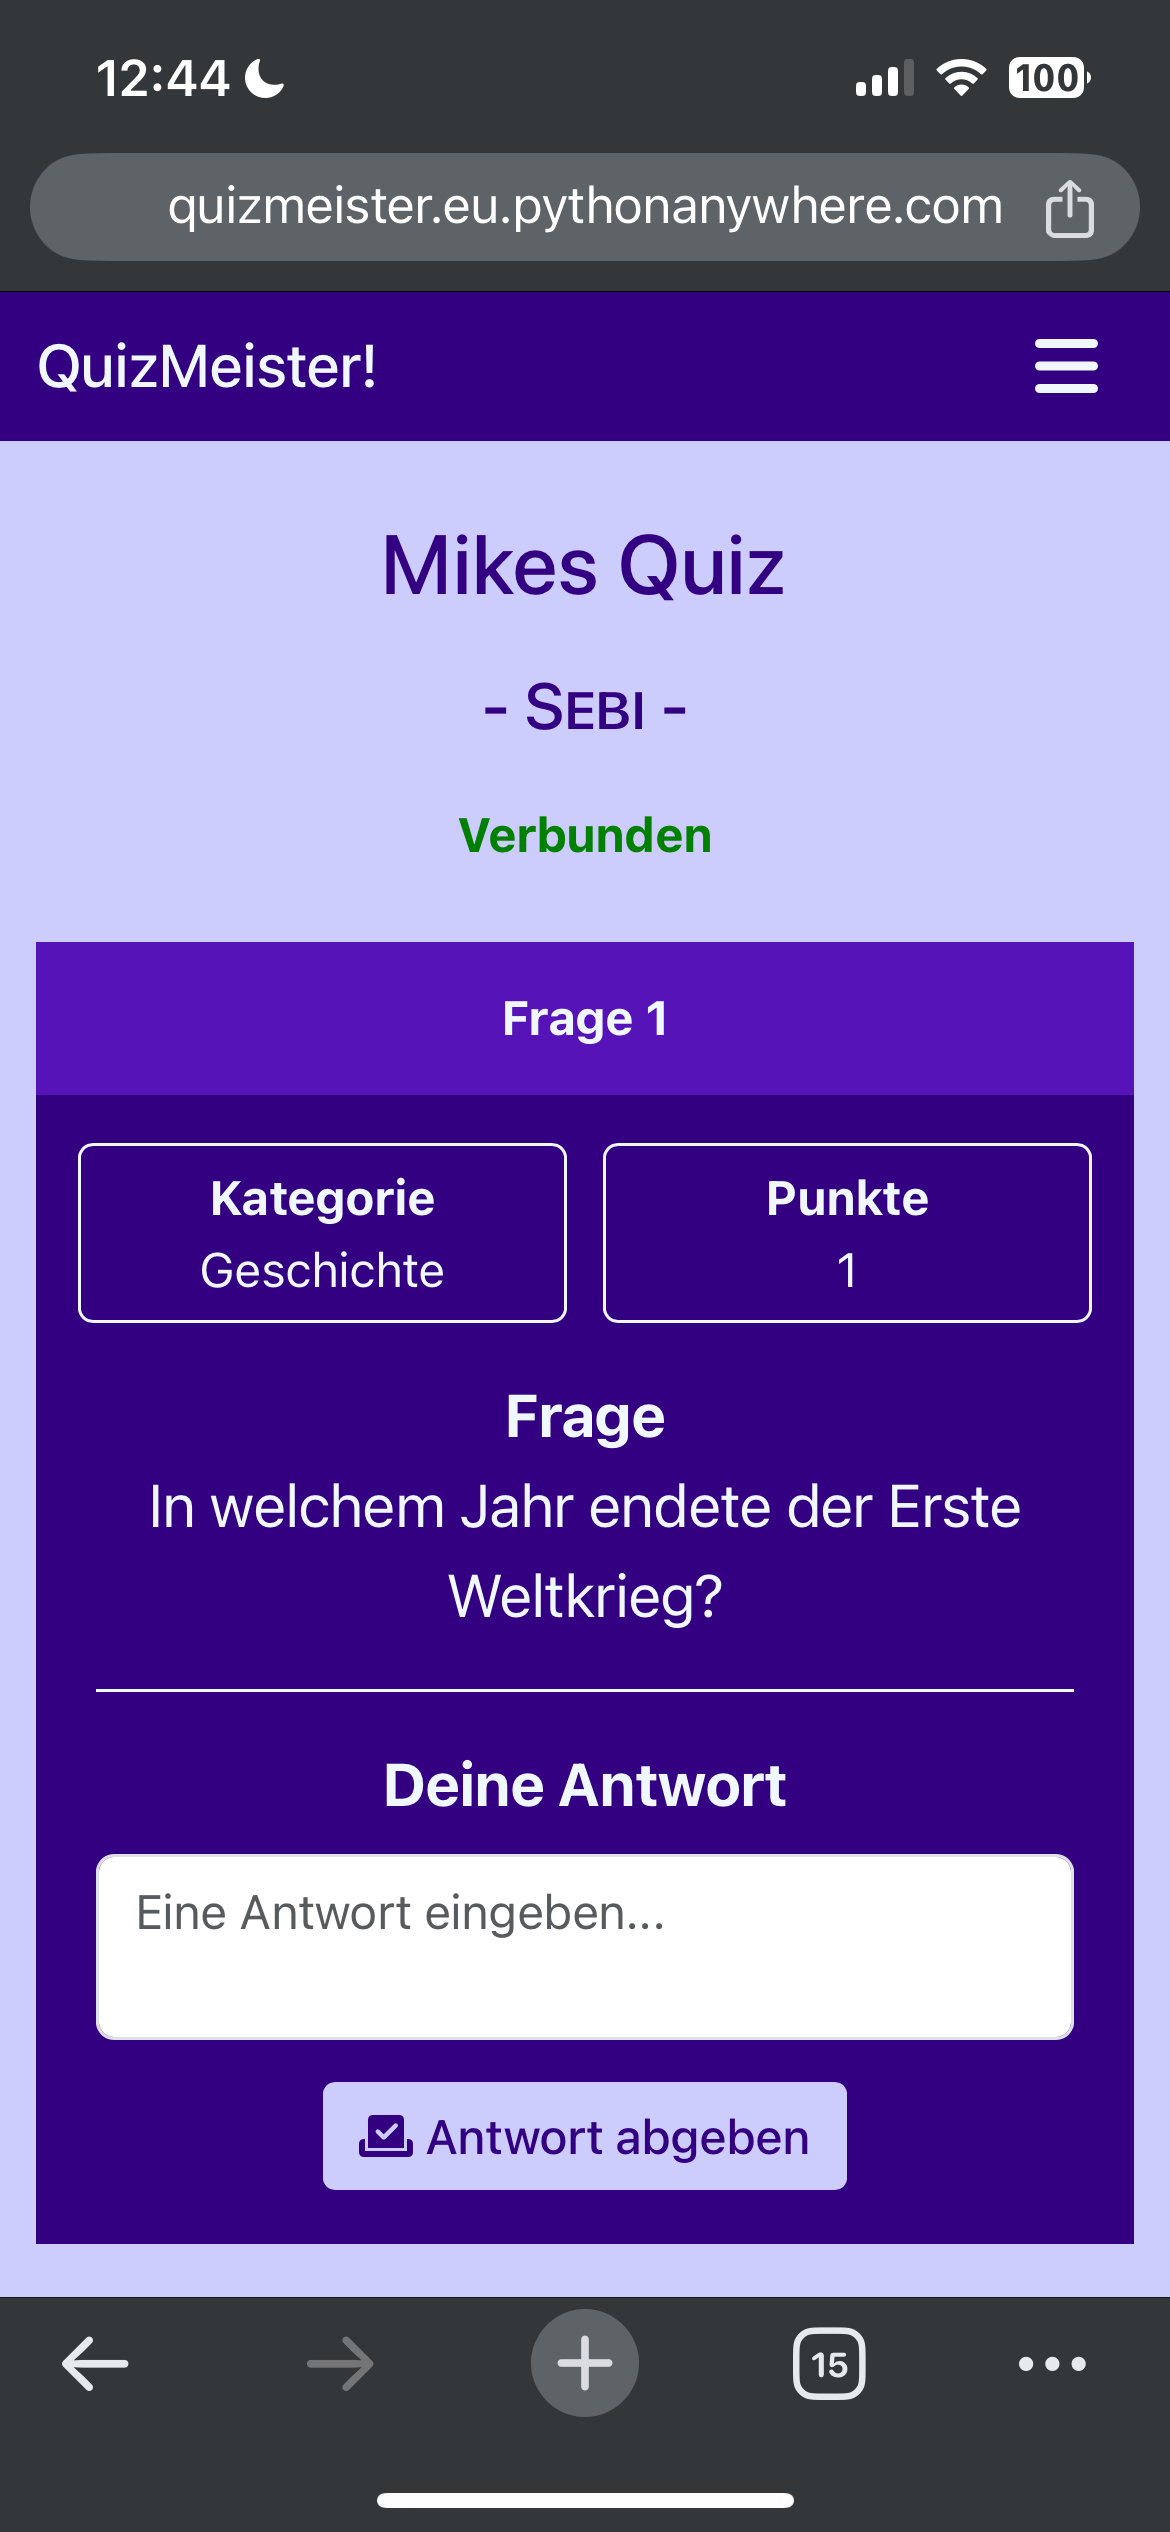 12:44
100
quizmeister.eu.pythonanywhere.com
QuizMeister!
Mikes Quiz
- SEBI -
Verbunden
Frage 1
Kategorie
Geschichte
Punkte
1
Frage
In welchem Jahr endete der Erste
Weltkrieg?
Deine Antwort
Eine Antwort eingeben...
Antwort abgeben
15